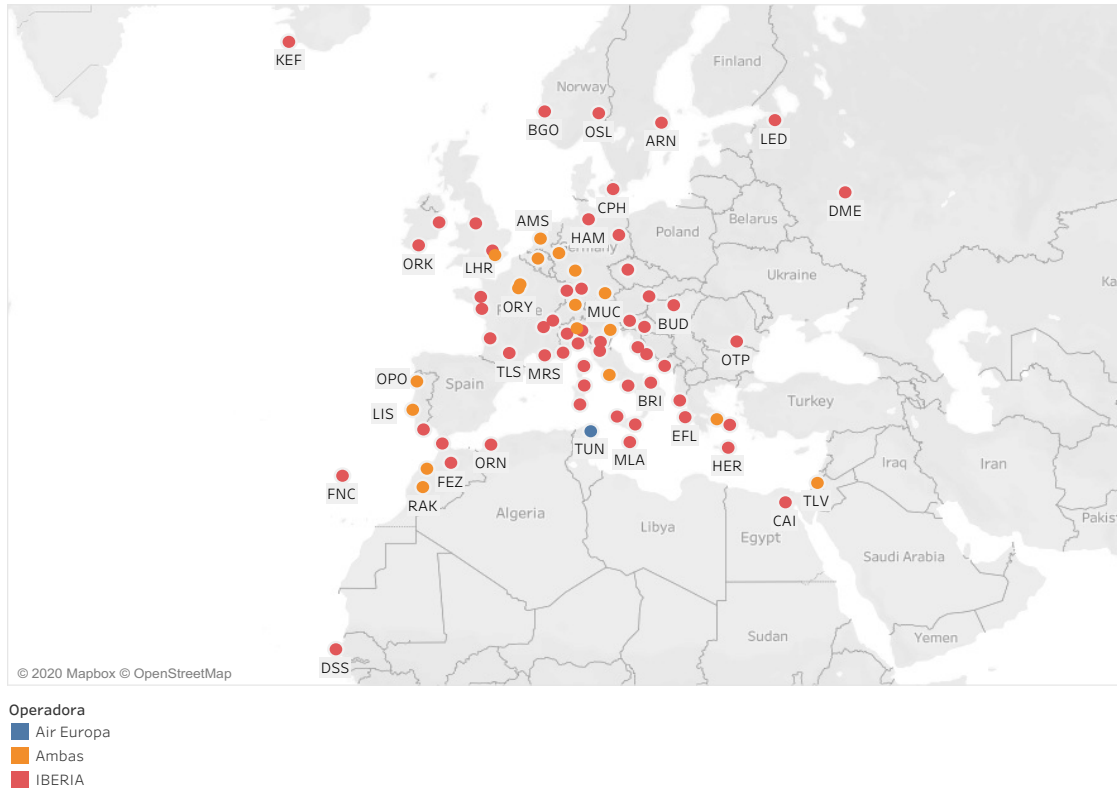 KEF
Finland
Norway
BGO
OSL
ARN
LED
CPH
DME
AMS
HAM
Belarus
Poland
Germany
ORK
LHR
Ukraine
ORY
MUC
BUD
OTP
TLS
MRS
OPO
Spain
BRI
Turkey
LIS
EFL
TUN
MLA
HER
ORN
FEZ
Iraq
Iran
FNC
RAK
TLV
CAI
Algeria
Libya
Egypt
Saudi Arabia
Sudan
Yemen
DSS
© 2020 Mapbox © OpenStreetMap
Operadora
Air Europa
Ambas
IBERIA